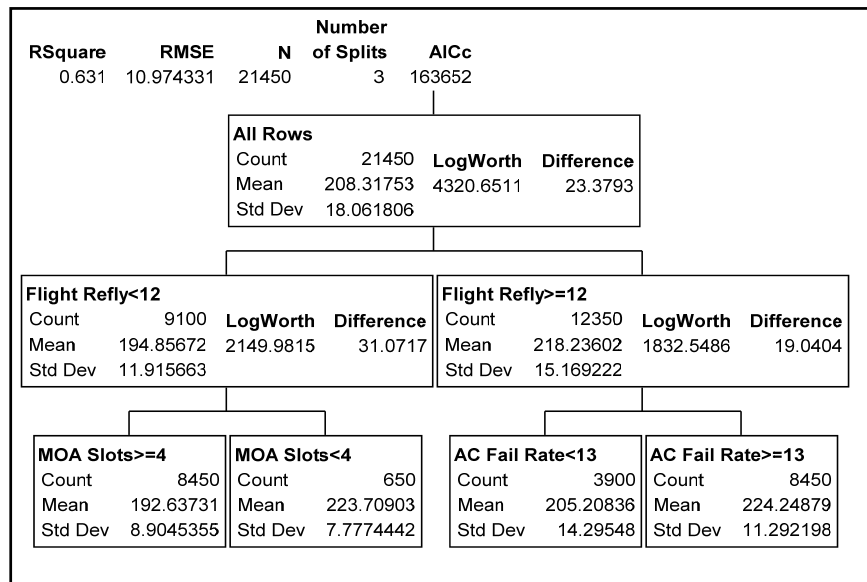 Number
RSquare RMSE N of Splits AICc
0.631 10.974331 21450 3 163652
All Rows
Count 21450 LogWorth Difference
Mean 208.31753 4320.6511 23.3793
Std Dev 18.061806
Flight Refly<12
Count 9100 LogWorth Difference
Mean 194.85672 2149.9815 31.0717
Std Dev 11.915663
Flight Refly>=12
Count 12350 LogWorth Difference
Mean 218.23602 1832.5486 19.0404
Std Dev 15.169222
MOA Slots>=4
Count 8450
Mean 192.63731
Std Dev 8.9045355
MOA Slots<4
Count 650
Mean 223.70903
Std Dev 7.7774442
AC Fail Rate<13
Count 3900
Mean 205.20836
Std Dev 14.29548
AC Fail Rate>=13
Count 8450
Mean 224.24879
Std Dev 11.292198